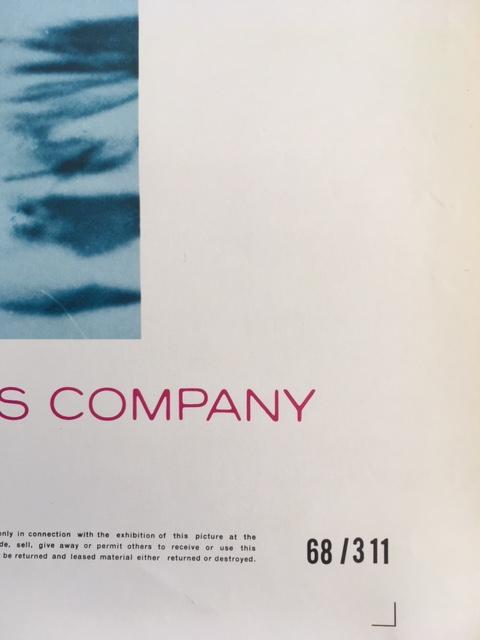 S COMPANY
only in connection with the exhibition of this picture at the
de, sell, give away or permit others to receive or use this
be returned and leased material either returned or destroyed.
68/311